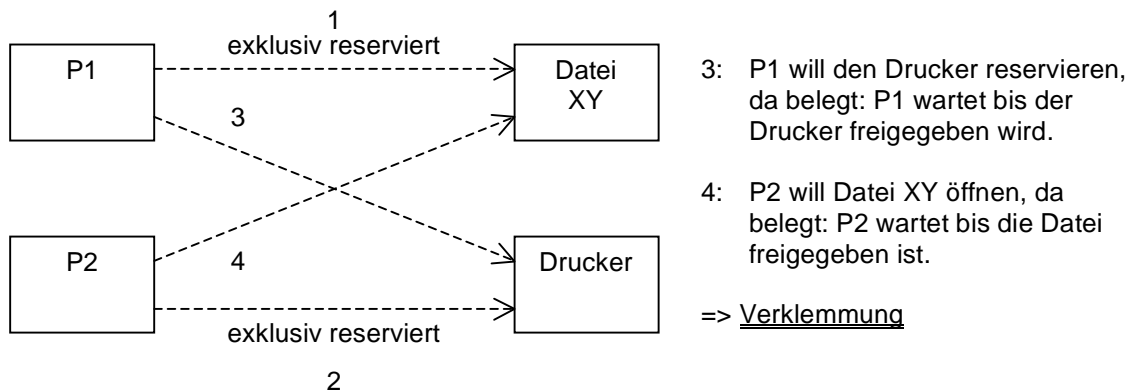 1
exklusiv reserviert
P1
Datei
XY
3
P2
4
Drucker
exklusiv reserviert
2
3: P1 will den Drucker reservieren,
da belegt: P1 wartet bis der
Drucker freigegeben wird.
4: P2 will Datei XY öffnen, da
belegt: P2 wartet bis die Datei
freigegeben ist.
=> Verklemmung